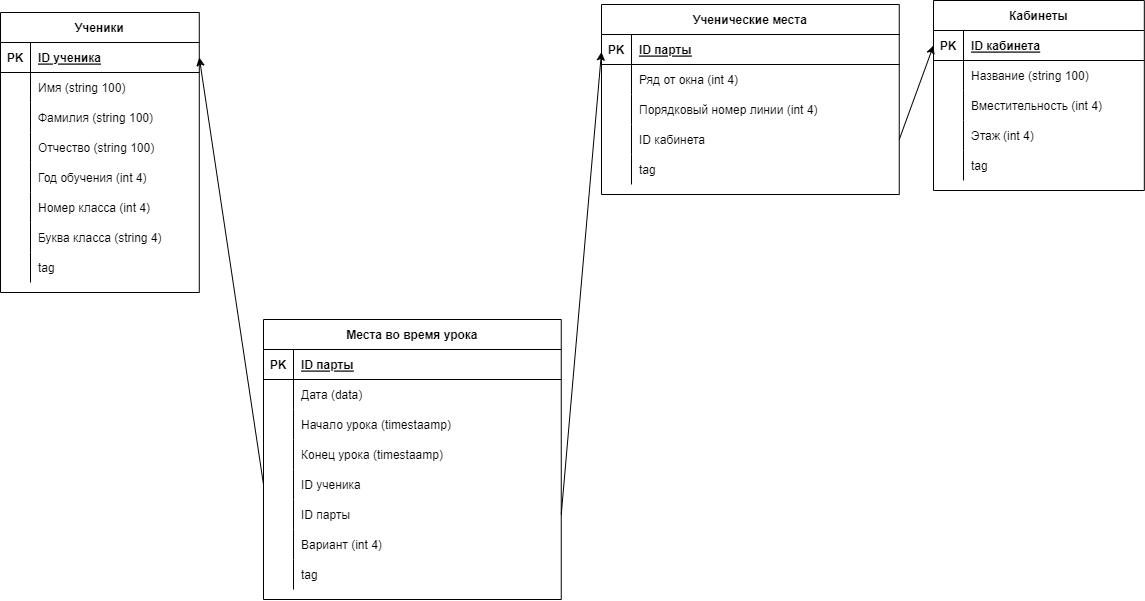 Ученики
PK ID ученика
Имя (string 100)
Фамилия (string 100)
Отчество (string 100)
Год обучения (int 4)
Номер класса (int 4)
Буква класса (string 4)
tag
Ученические места
PK ID парты
Ряд от окна (int 4)
Порядковый номер линии (int 4)
ID кабинета
tag
Кабинеты
PK ID кабинета
Название (string 100)
Вместительность (int 4)
Этаж (int 4)
tag
Места во время урока
PK ID парты
Дата (data)
Начало урока (timestaamp)
Конец урока (timestaamp)
ID ученика
ID парты
Вариант (int 4)
tag